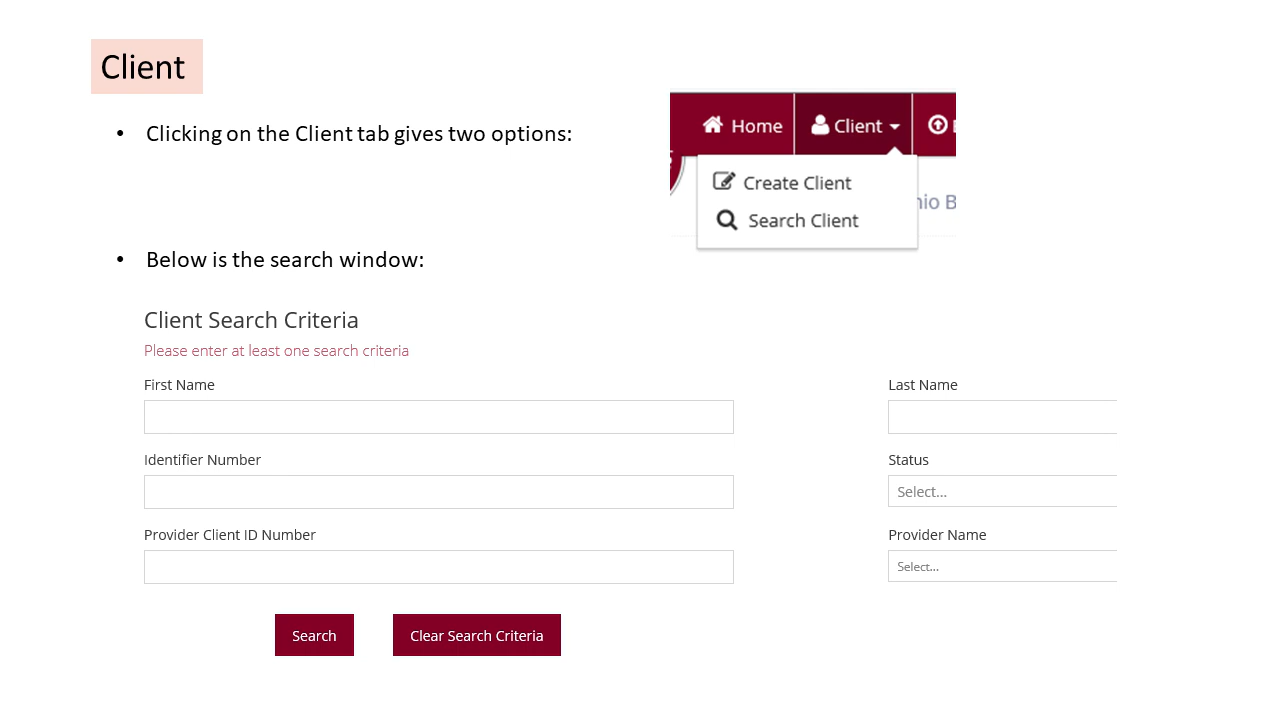 Client
• Clicking on the Client tab gives two options:
Home Client
Create Client
Search Client
• Below is the search window:
Client Search Criteria
Please enter at least one search criteria
First Name Last Name
Identifier Number Status
Select...
Provider Client ID Number Provider Name
Select...
Search Clear Search Criteria